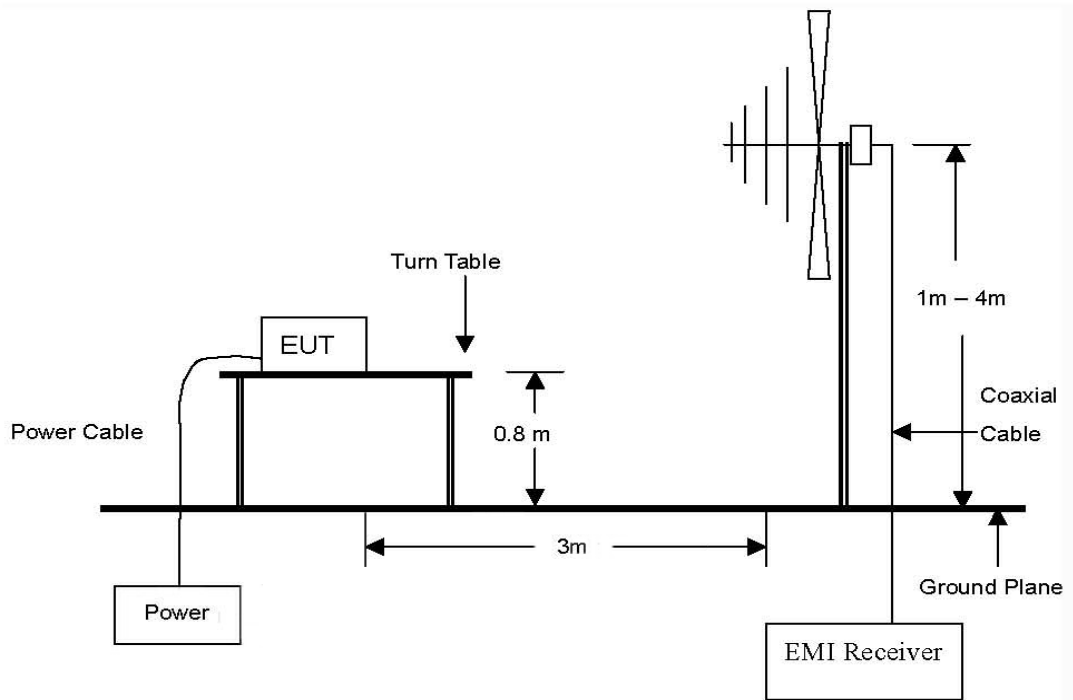 Turn Table
EUT
1m – 4m
Coaxial
Cable
Power Cable
0.8 m
3m
Ground Plane
Power
EMI Receiver